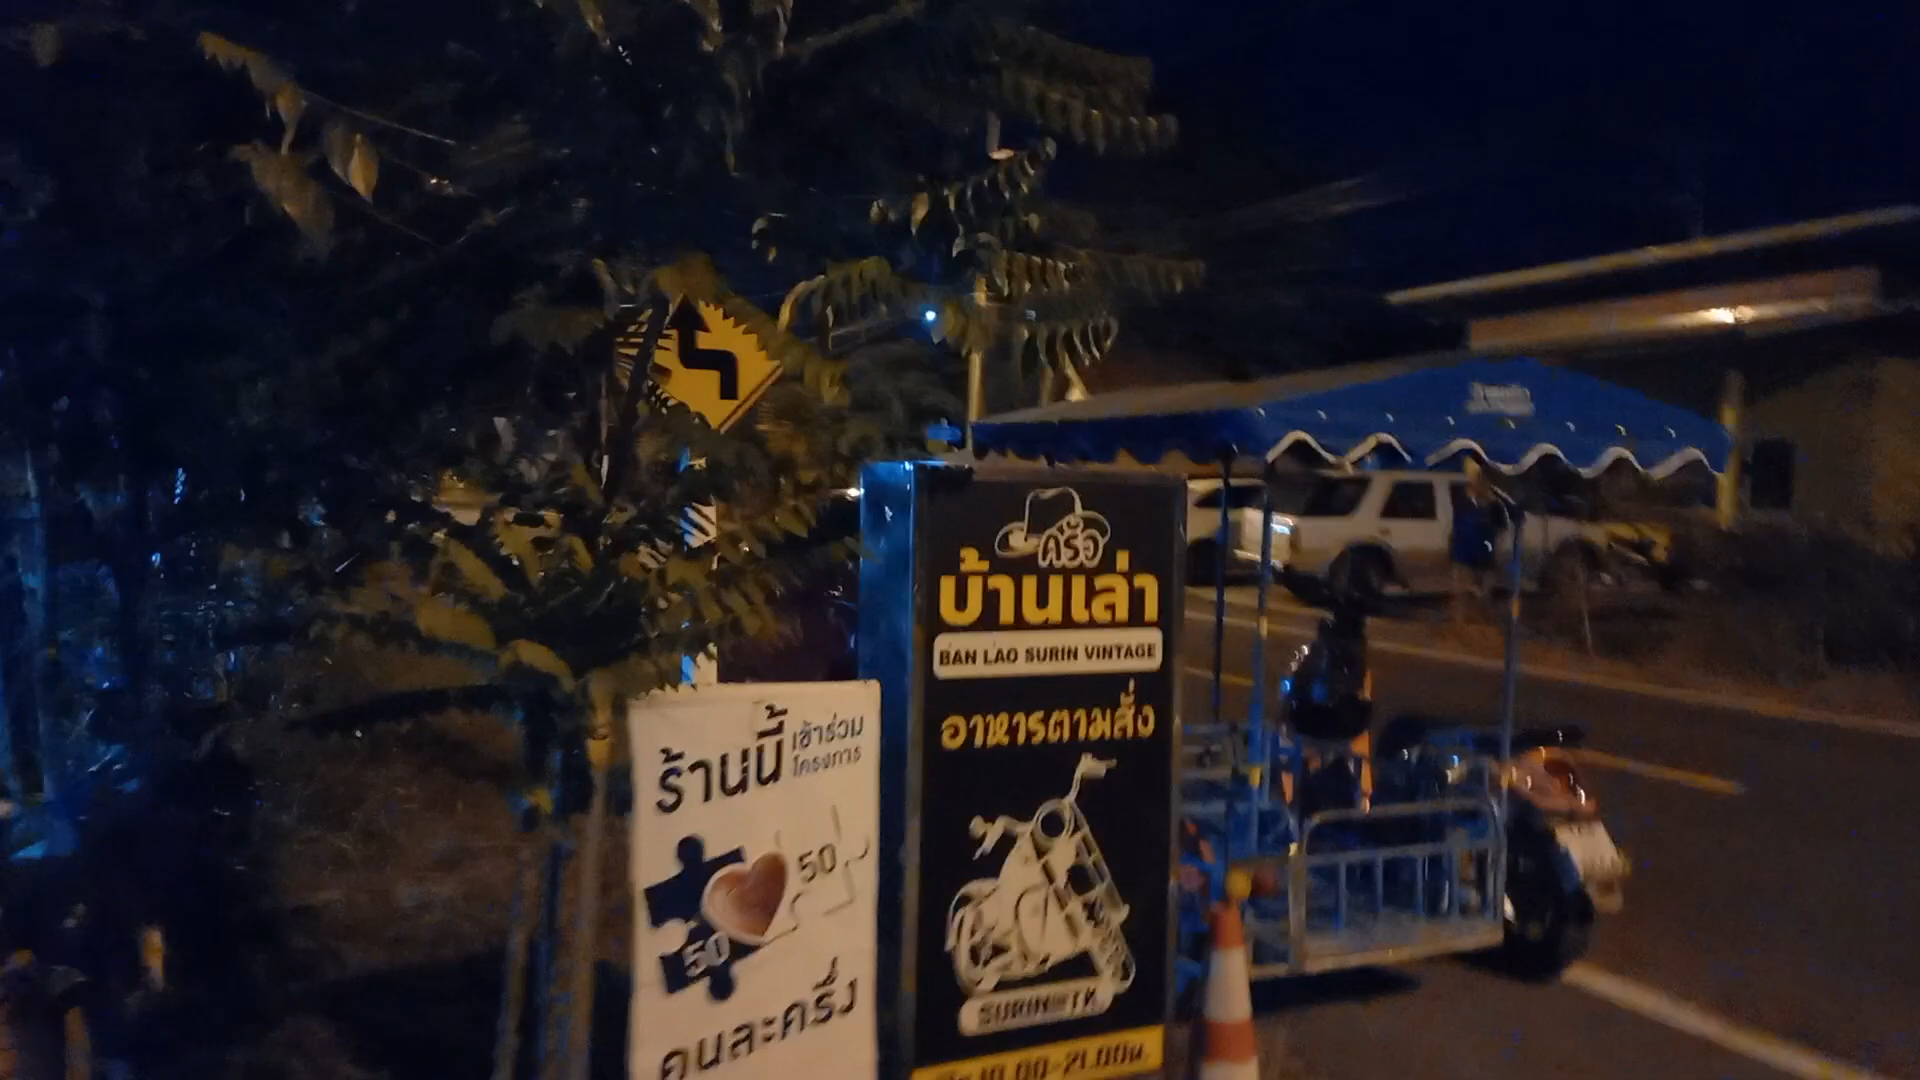 ครัว
บ้านเล่า
BAN LAO SURIN VINTAGE
อาหารตามสั่ง
ร้านนี้
เข้าร่วม
โครงการ
50
50
คนละครึ่ง